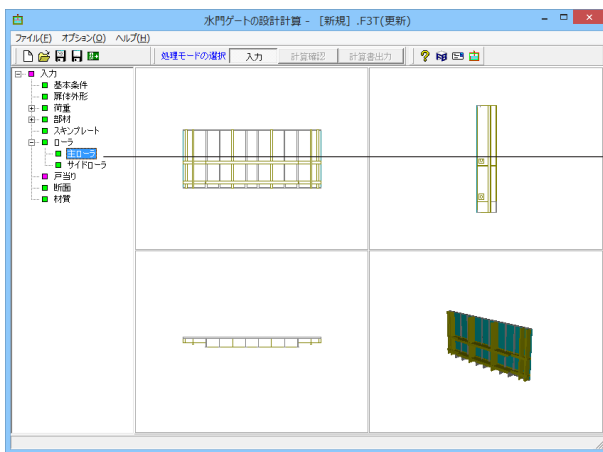 水門ゲートの設計計算 - [新規] .F3T(更新)
ファイル(F) オプション(O) ヘルプ(H)
処理モードの選択 入力 計算確認 計算書出力
入力
基本条件
扉体外形
荷重
部材
スキンプレート
ローラ
主ローラ
サイドローラ
戸当り
断面
材質